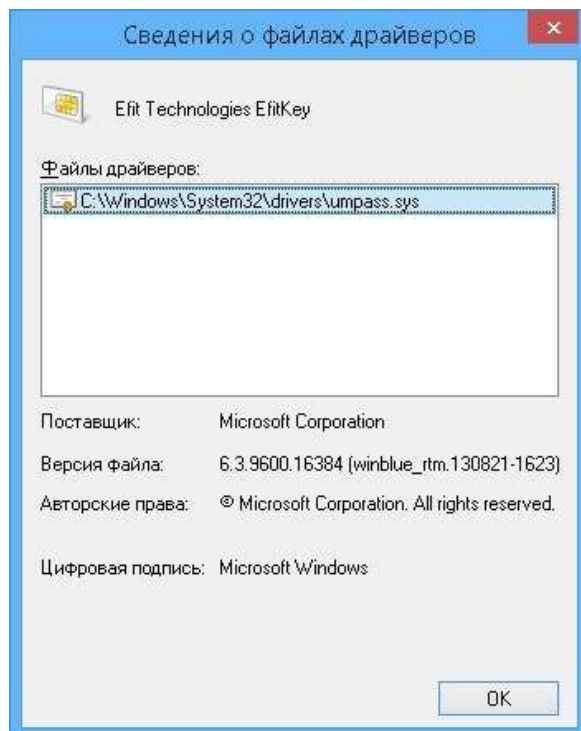 Сведения о файлах драйверов
Efit Technologies EfitKey
Файлы драйверов:
C:\Windows\System32\drivers\umpass.sys
Поставщик: Microsoft Corporation
Версия файла: 6.3.9600.16384 (winblue_rtm.130821-1623)
Авторские права: © Microsoft Corporation. All rights reserved.
Цифровая подпись: Microsoft Windows
OK